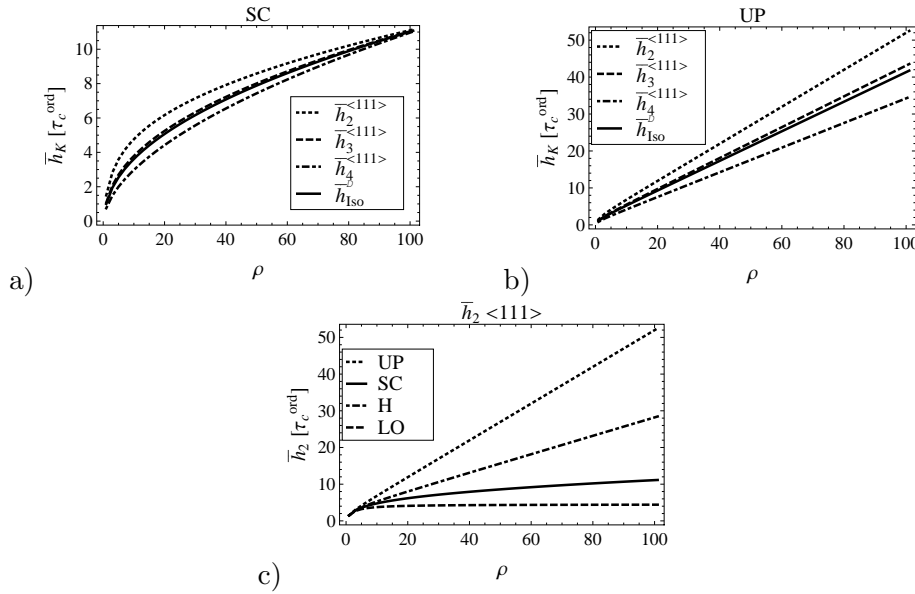 SC
h̅_K [τ_c^ord]
10
8
6
4
2
0
h̅_2^<111>
h̅_3^<111>
h̅_4^<111>
h̅_Iso^𝒟
0 20 40 60 80 100
ρ
a)
UP
h̅_K [τ_c^ord]
50
40
30
20
10
0
h̅_2^<111>
h̅_3^<111>
h̅_4^<111>
h̅_Iso^𝒟
0 20 40 60 80 100
ρ
b)
h̅_2 <111>
h̅_2 [τ_c^ord]
50
40
30
20
10
0
UP
SC
H
LO
0 20 40 60 80 100
ρ
c)